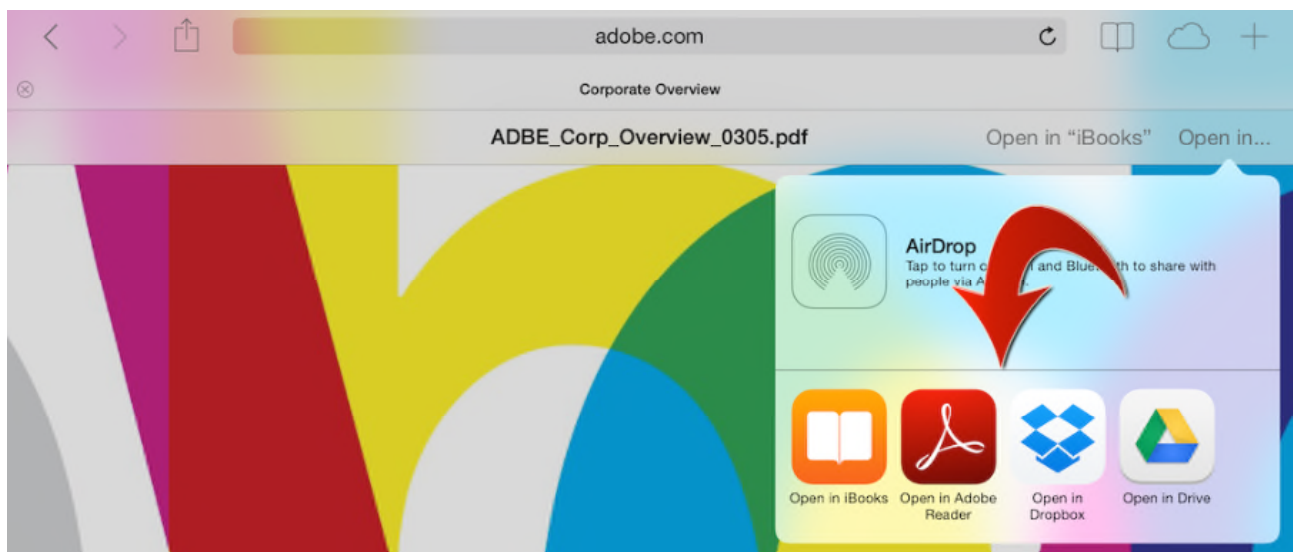 adobe.com
Corporate Overview
ADBE_Corp_Overview_0305.pdf
Open in “iBooks”
Open in...
AirDrop
Tap to turn and to share with
people via
Open in iBooks
Open in Adobe
Reader
Open in
Dropbox
Open in Drive